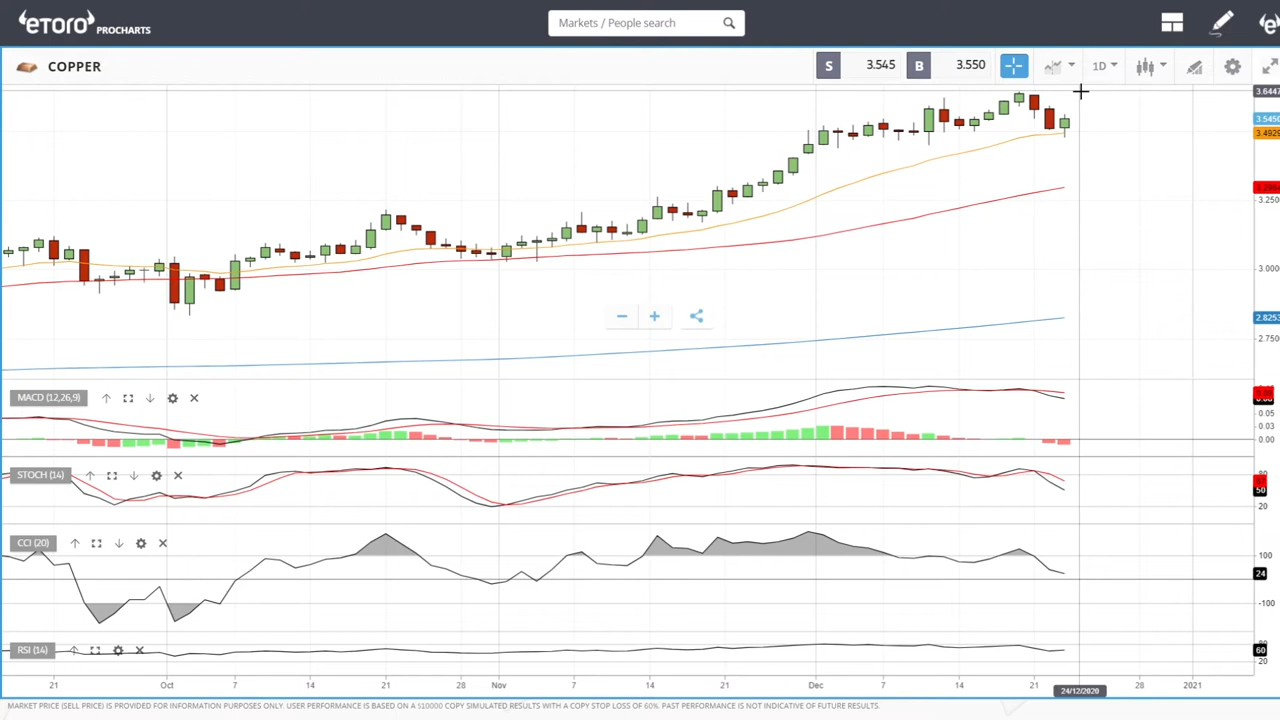 eToro PROCHARTS
Markets / People search
COPPER
S 3.545 B 3.550
1D
3.6447
3.5450
3.4929
3.250
3.000
2.8253
2.750
MACD (12,26,9)
0.05
0.03
0.00
STOCH (14)
80
50
20
CCI (20)
100
24
-100
RSI (14)
60
20
21 Oct 7 14 21 28 Nov 7 14 21 Dec 7 14 21 24/12/2020 28 2021
MARKET PRICE (SELL PRICE) IS PROVIDED FOR INFORMATION PURPOSES ONLY. USER PERFORMANCE IS BASED ON A $10000 COPY SIMULATED RESULTS WITH A COPY STOP LOSS OF 60%. PAST PERFORMANCE IS NOT INDICATIVE OF FUTURE RESULTS.